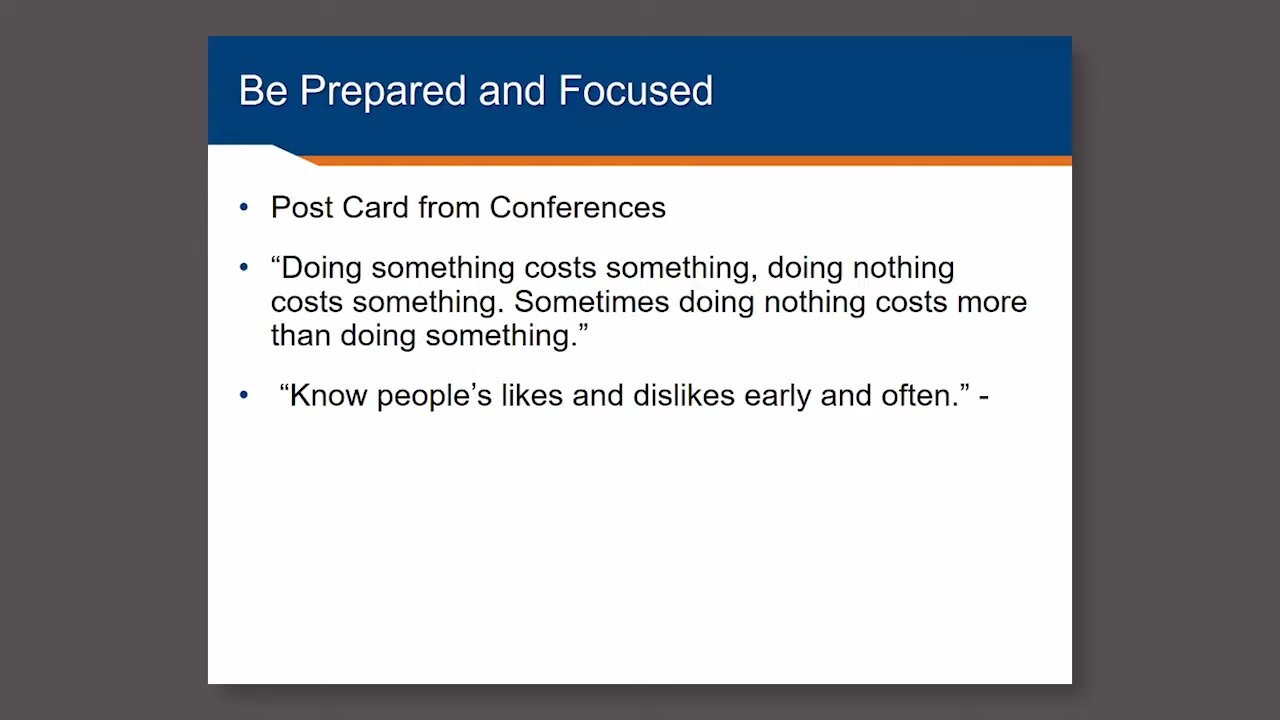 Be Prepared and Focused
• Post Card from Conferences
• “Doing something costs something, doing nothing
costs something. Sometimes doing nothing costs more
than doing something.”
• “Know people’s likes and dislikes early and often.” -